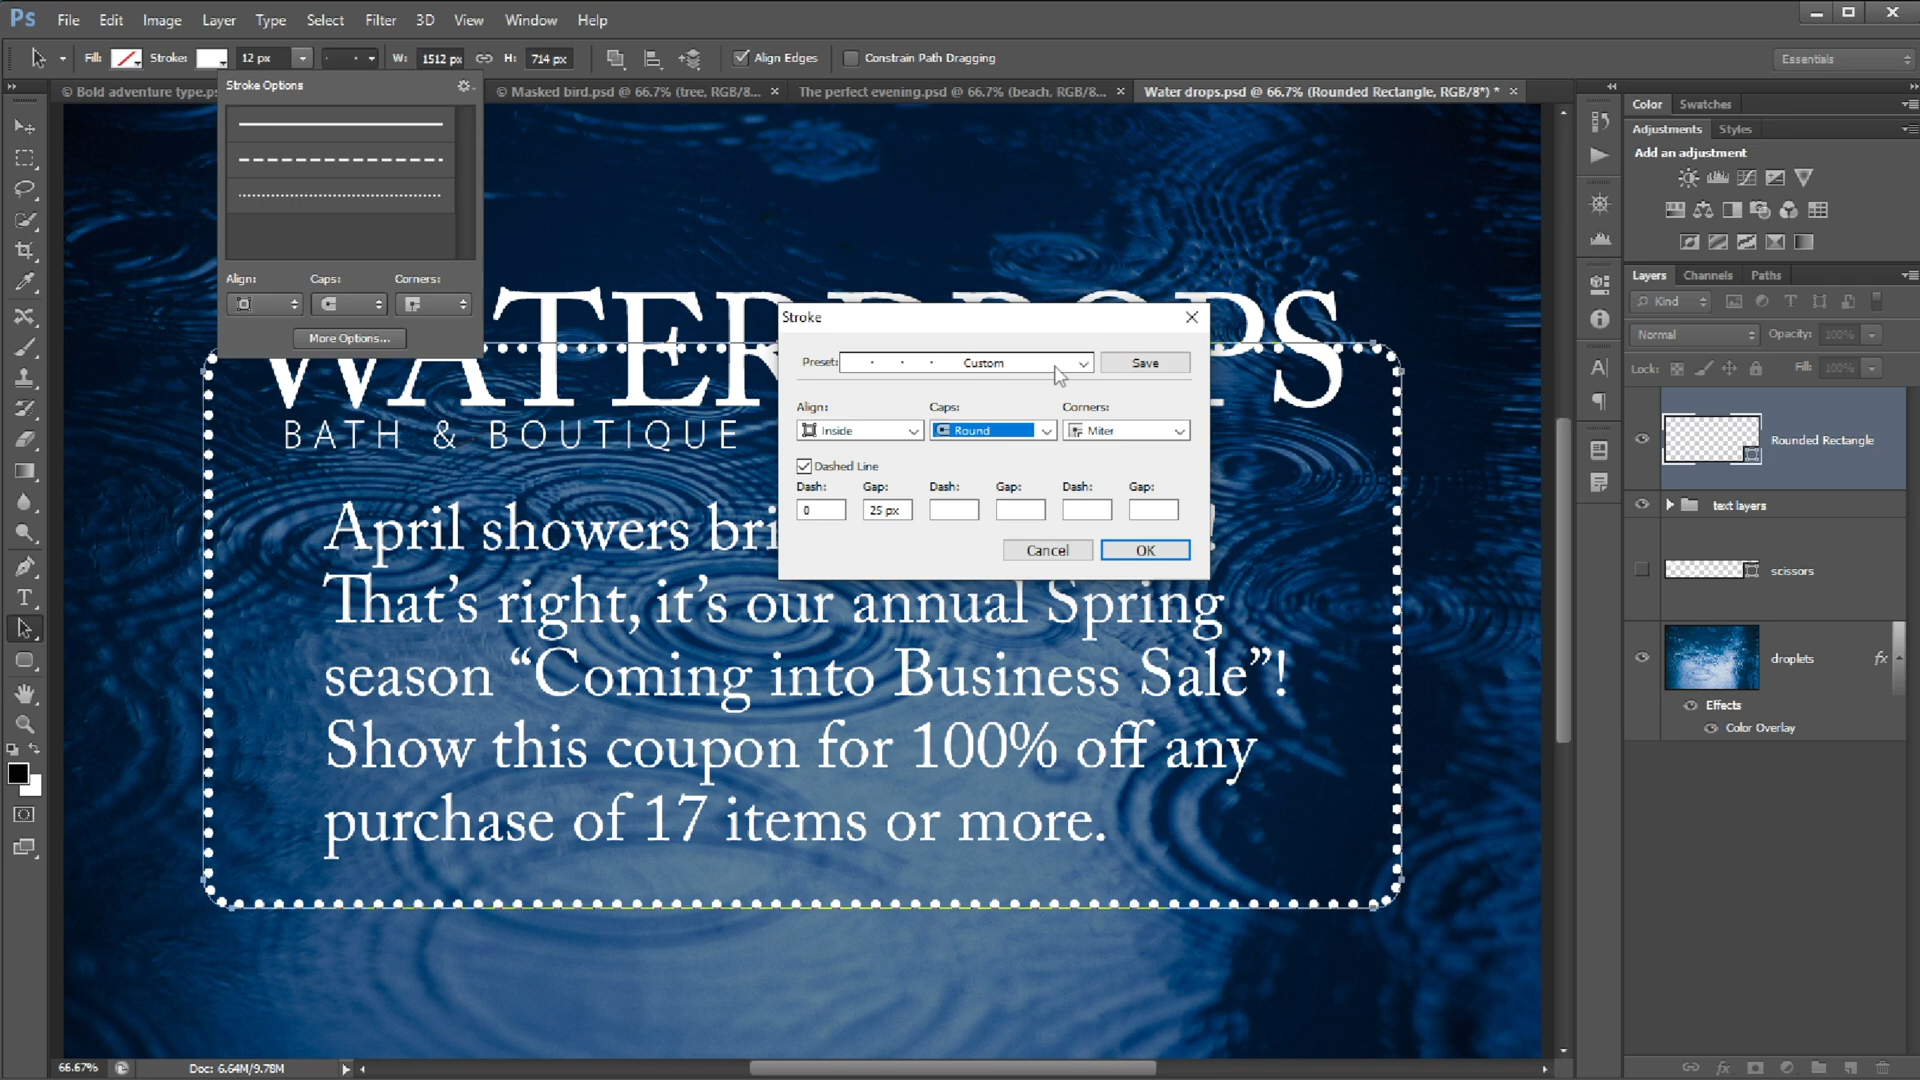 Ps File Edit Image Layer Type Select Filter 3D View Window Help
Fill: Stroke: 12 px W: 1512 px H: 714 px Align Edges Constrain Path Dragging Essentials
© Bold adventure type.ps © Masked bird.psd @ 66.7% (tree, RGB/8... × The perfect evening.psd @ 66.7% (beach, RGB/8... × Water drops.psd @ 66.7% (Rounded Rectangle, RGB/8*) * ×
Stroke Options
Align: Caps: Corners:
More Options...
WATERDROPS
BATH & BOUTIQUE
April showers bri
That’s right, it’s our annual Spring
season “Coming into Business Sale”!
Show this coupon for 100% off any
purchase of 17 items or more.
Stroke
Preset: Custom Save
Align: Caps: Corners:
Inside Round Miter
Dashed Line
Dash: Gap: Dash: Gap: Dash: Gap:
0 25 px
Cancel OK
Color Swatches
Adjustments Styles
Add an adjustment
Layers Channels Paths
Kind
Normal Opacity: 100%
Lock: Fill: 100%
Rounded Rectangle
text layers
scissors
droplets fx
Effects
Color Overlay
66.67% Doc: 6.64M/9.78M